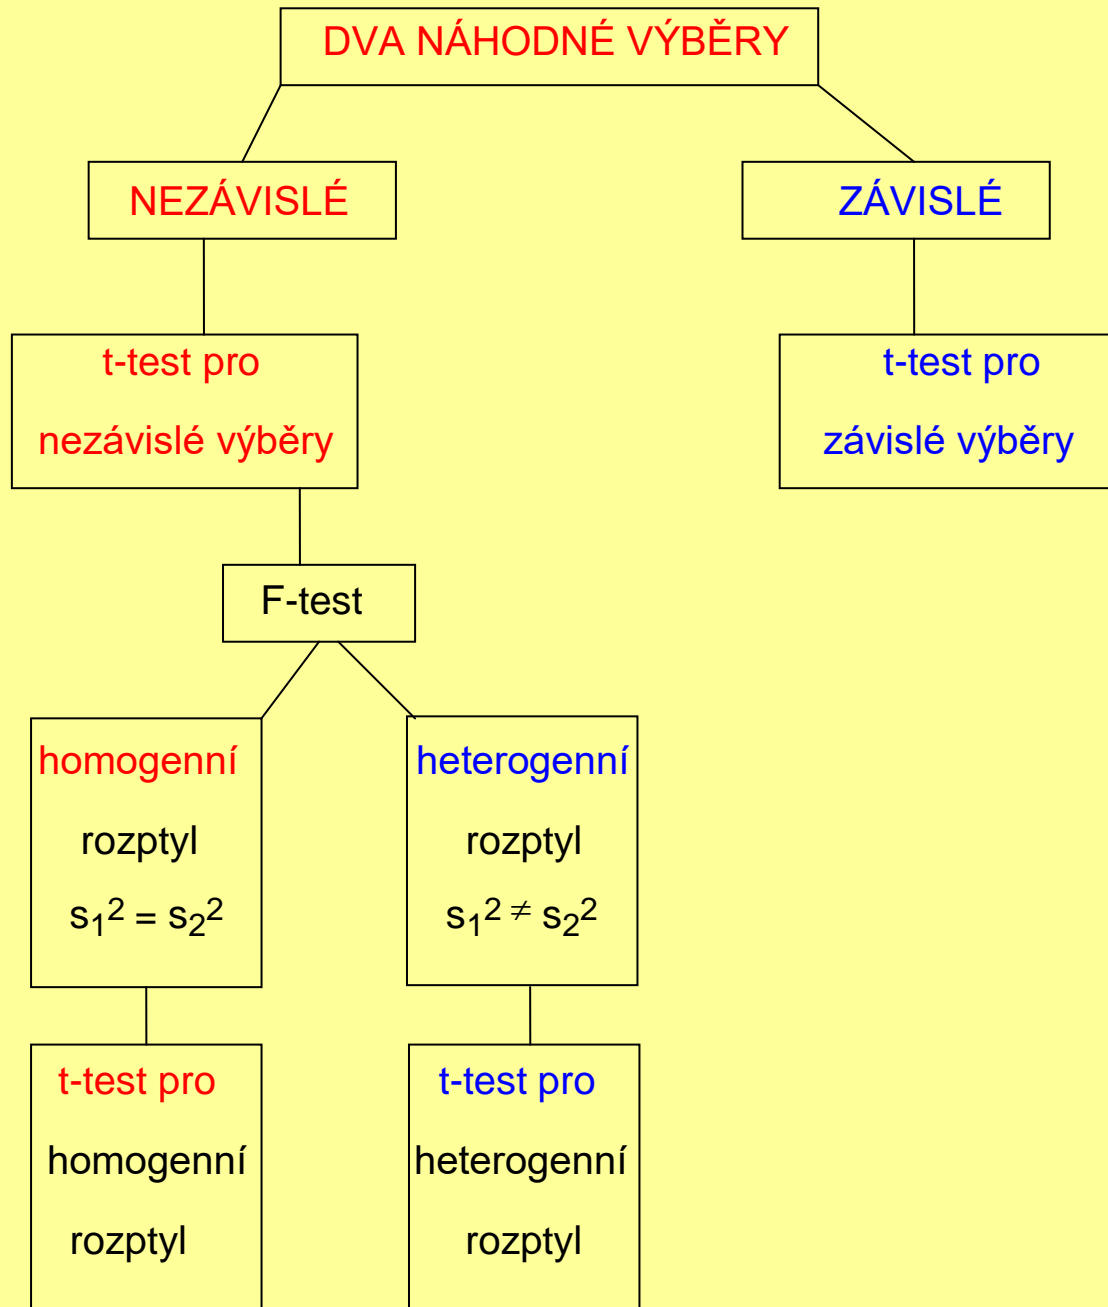 DVA NÁHODNÉ VÝBĚRY
NEZÁVISLÉ
ZÁVISLÉ
t-test pro
nezávislé výběry
t-test pro
závislé výběry
F-test
homogenní
rozptyl
s₁² = s₂²
heterogenní
rozptyl
s₁² ≠ s₂²
t-test pro
homogenní
rozptyl
t-test pro
heterogenní
rozptyl